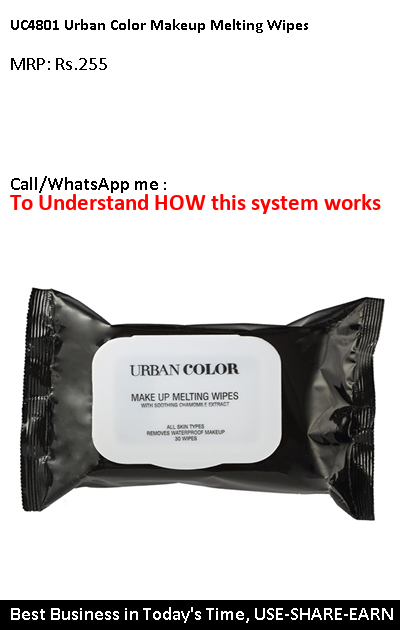 UC4801 Urban Color Makeup Melting Wipes
MRP: Rs.255
Call/WhatsApp me :
To Understand HOW this system works
URBAN COLOR
MAKE UP MELTING WIPES
WITH SOOTHING CHAMOMILE EXTRACT
ALL SKIN TYPES
REMOVES WATERPROOF MAKEUP
30 WIPES
Best Business in Today's Time, USE-SHARE-EARN